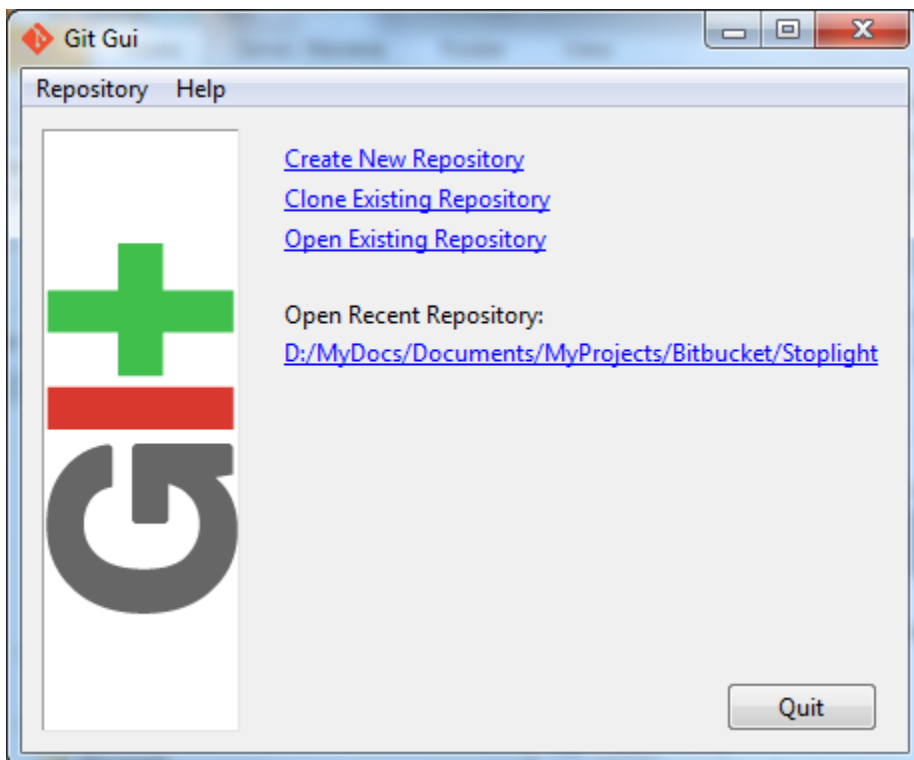 Git Gui
Repository Help
Create New Repository
Clone Existing Repository
Open Existing Repository
Open Recent Repository:
D:/MyDocs/Documents/MyProjects/Bitbucket/Stoplight
GIt
Quit